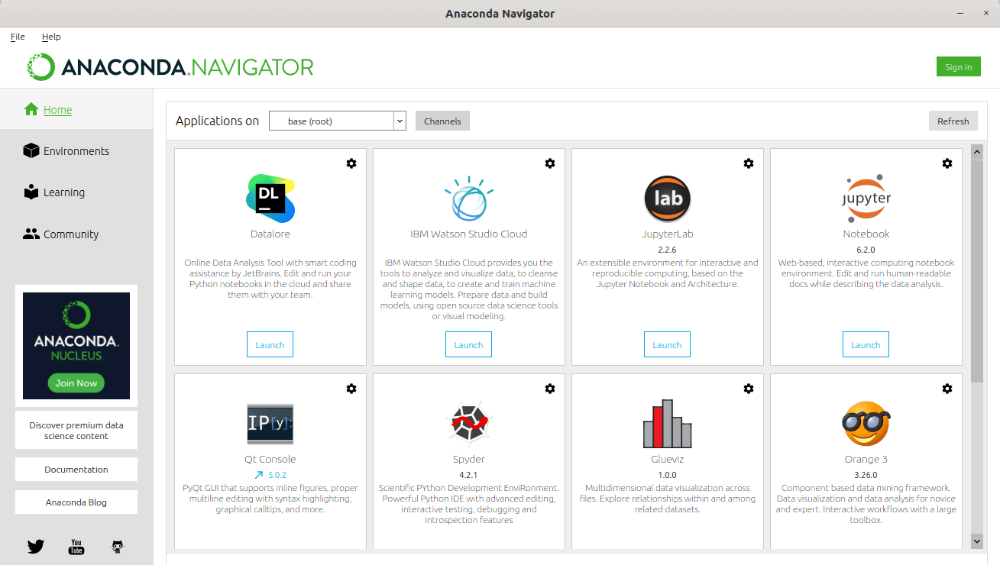 Anaconda Navigator
File Help
ANACONDA.NAVIGATOR
Sign in
Home
Environments
Learning
Community
ANACONDA.
NUCLEUS
Join Now
Discover premium data
science content
Documentation
Anaconda Blog
You
Tube
Applications on base (root) Channels Refresh
DL
Datalore
Online Data Analysis Tool with smart coding
assistance by JetBrains. Edit and run your
Python notebooks in the cloud and share
them with your team.
Launch
IBM Watson Studio Cloud
IBM Watson Studio Cloud provides you the
tools to analyze and visualize data, to cleanse
and shape data, to create and train machine
learning models. Prepare data and build
models, using open source data science tools
or visual modeling.
Launch
lab
JupyterLab
2.2.6
An extensible environment for interactive and
reproducible computing, based on the
Jupyter Notebook and Architecture.
Launch
jupyter
Notebook
6.2.0
Web-based, interactive computing notebook
environment. Edit and run human-readable
docs while describing the data analysis.
Launch
IP[y]:
Qt Console
5.0.2
PyQt GUI that supports inline figures, proper
multiline editing with syntax highlighting,
graphical calltips, and more.
Spyder
4.2.1
Scientific PYthon Development EnviRonment.
Powerful Python IDE with advanced editing,
interactive testing, debugging and
introspection features
Glueviz
1.0.0
Multidimensional data visualization across
files. Explore relationships within and among
related datasets.
Orange 3
3.26.0
Component based data mining framework.
Data visualization and data analysis for novice
and expert. Interactive workflows with a large
toolbox.